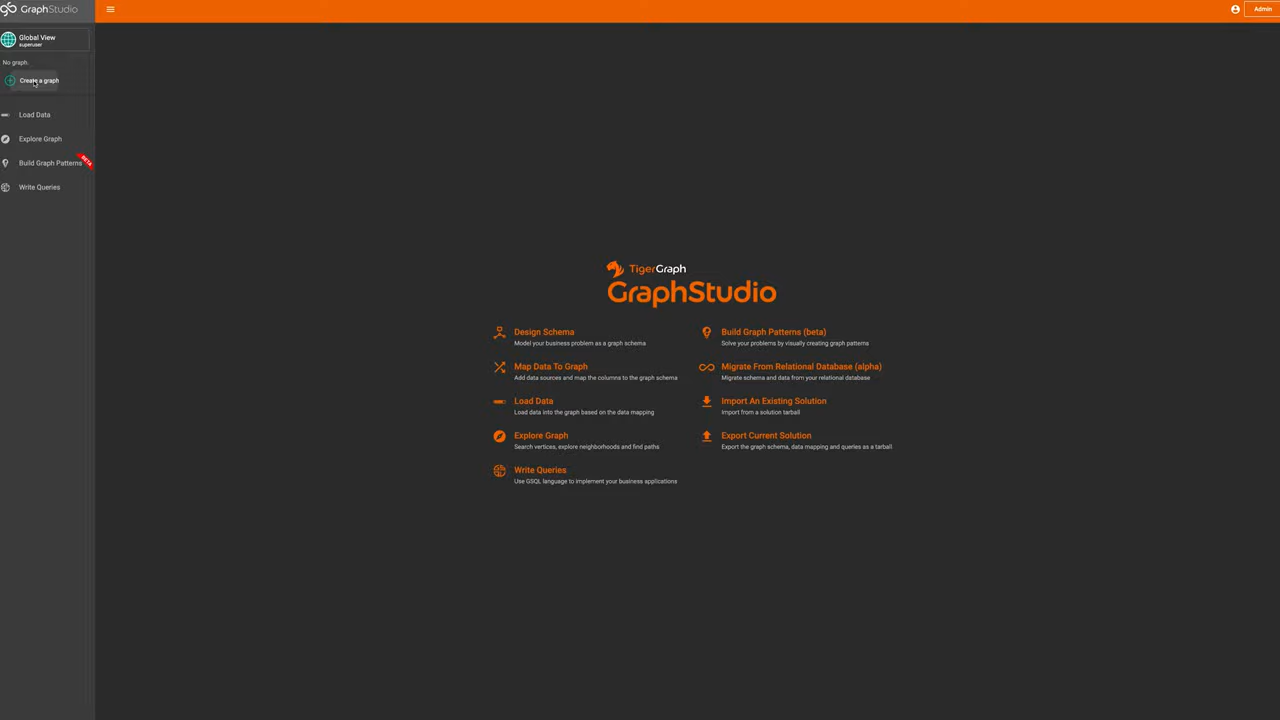 GraphStudio
Admin
Global View
superuser
No graph.
Create a graph
Load Data
Explore Graph
Build Graph Patterns
BETA
Write Queries
TigerGraph
GraphStudio
Design Schema
Model your business problem as a graph schema
Map Data To Graph
Add data sources and map the columns to the graph schema
Load Data
Load data into the graph based on the data mapping
Explore Graph
Search vertices, explore neighborhoods and find paths
Write Queries
Use GSQL language to implement your business applications
Build Graph Patterns (beta)
Solve your problems by visually creating graph patterns
Migrate From Relational Database (alpha)
Migrate schema and data from your relational database
Import An Existing Solution
Import from a solution tarball
Export Current Solution
Export the graph schema, data mapping and queries as a tarball